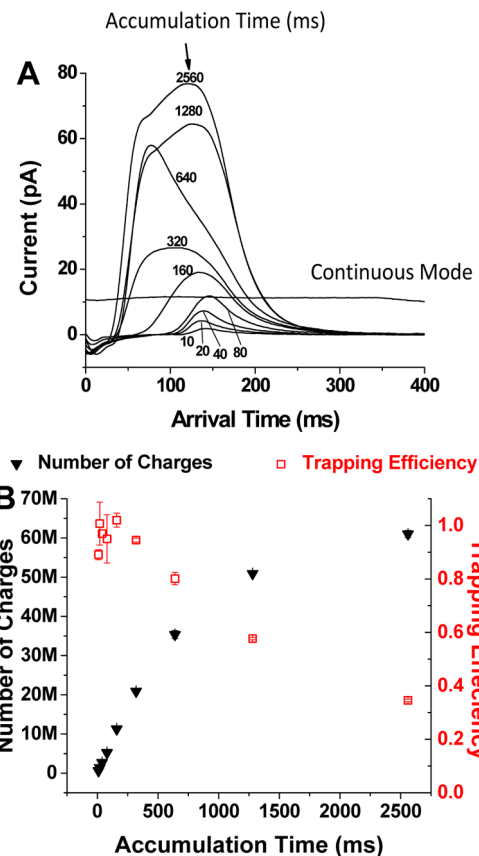 Accumulation Time (ms)
A
80
60
40
20
0
Current (pA)
2560
1280
640
320
160
10
20
40
80
Continuous Mode
0
100
200
300
400
Arrival Time (ms)
Number of Charges
Trapping Efficiency
B
70M
60M
50M
40M
30M
20M
10M
0
Number of Charges
1.0
0.8
0.6
0.4
0.2
0.0
Trapping Effeciency
0
500
1000
1500
2000
2500
Accumulation Time (ms)